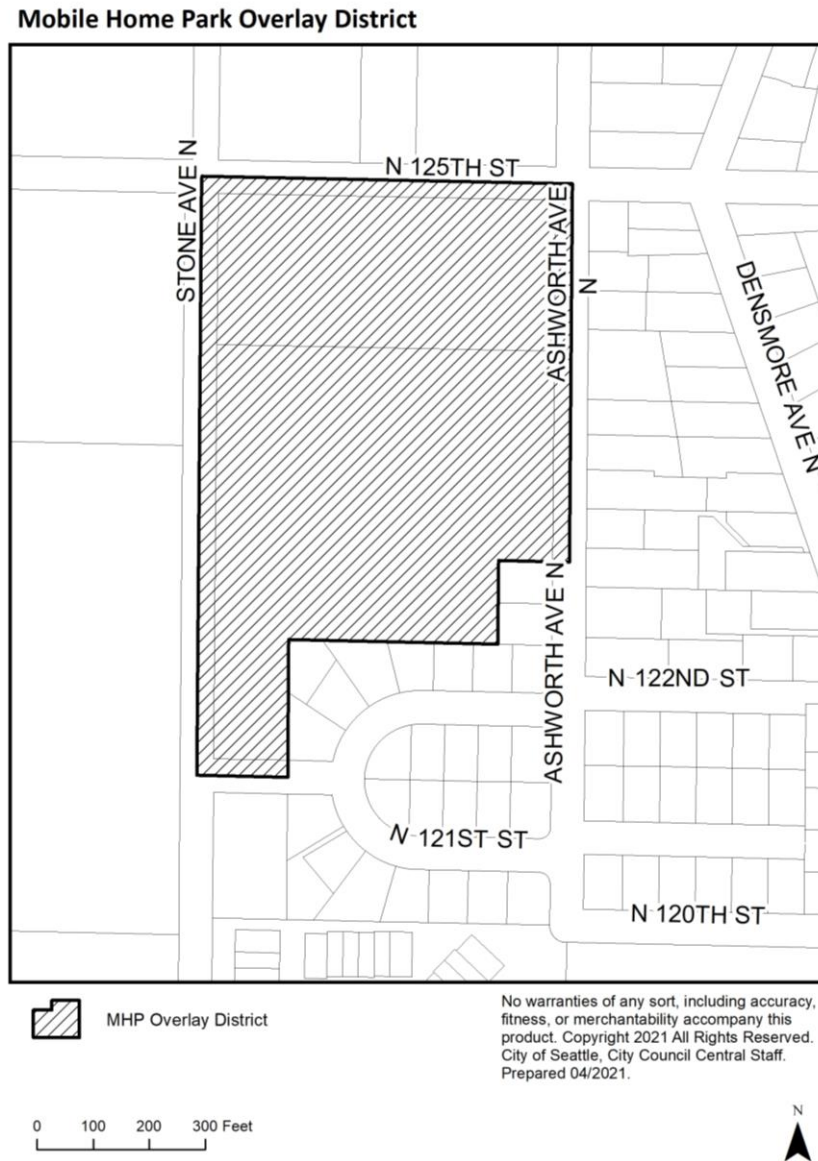 Mobile Home Park Overlay District
N 125TH ST
STONE AVE N
ASHWORTH AVE N
DENSMORE AVE N
ASHWORTH AVE N
N 122ND ST
N 121ST ST
N 120TH ST
MHP Overlay District
No warranties of any sort, including accuracy,
fitness, or merchantability accompany this
product. Copyright 2021 All Rights Reserved.
City of Seattle, City Council Central Staff.
Prepared 04/2021.
0 100 200 300 Feet
N